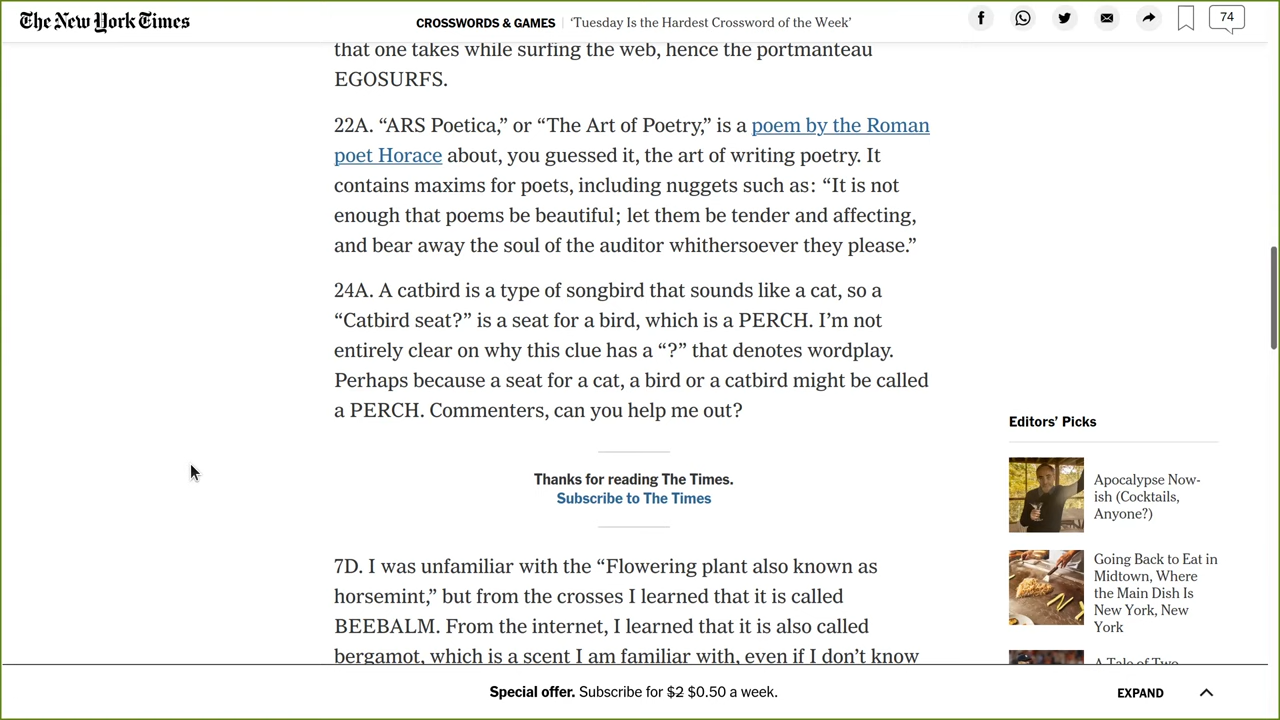 The New York Times
CROSSWORDS & GAMES | ‘Tuesday Is the Hardest Crossword of the Week’
74
that one takes while surfing the web, hence the portmanteau
EGOSURFS.
22A. “ARS Poetica,” or “The Art of Poetry,” is a poem by the Roman
poet Horace about, you guessed it, the art of writing poetry. It
contains maxims for poets, including nuggets such as: “It is not
enough that poems be beautiful; let them be tender and affecting,
and bear away the soul of the auditor whithersoever they please.”
24A. A catbird is a type of songbird that sounds like a cat, so a
“Catbird seat?” is a seat for a bird, which is a PERCH. I’m not
entirely clear on why this clue has a “?” that denotes wordplay.
Perhaps because a seat for a cat, a bird or a catbird might be called
a PERCH. Commenters, can you help me out?
Thanks for reading The Times.
Subscribe to The Times
7D. I was unfamiliar with the “Flowering plant also known as
horsemint,” but from the crosses I learned that it is called
BEEBALM. From the internet, I learned that it is also called
bergamot, which is a scent I am familiar with, even if I don’t know
Editors’ Picks
Apocalypse Now-
ish (Cocktails,
Anyone?)
Going Back to Eat in
Midtown, Where
the Main Dish Is
New York, New
York
A Tale of Two
Special offer. Subscribe for $2 $0.50 a week.
EXPAND